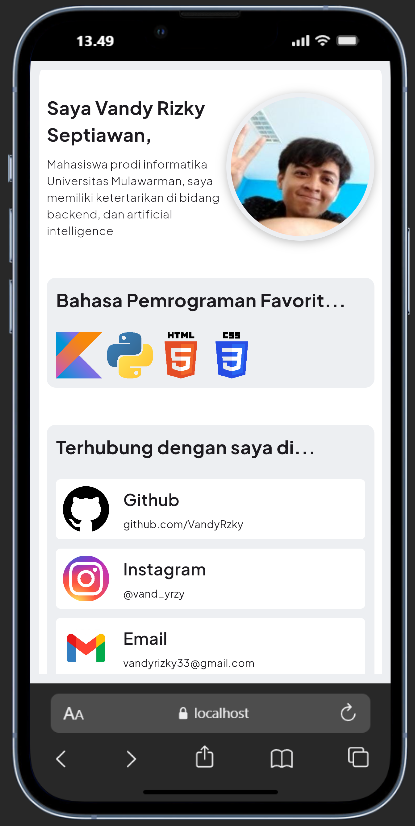 13.49
Saya Vandy Rizky
Septiawan,
Mahasiswa prodi informatika
Universitas Mulawarman, saya
memiliki ketertarikan di bidang
backend, dan artificial
intelligence
Bahasa Pemrograman Favorit...
HTML
5
CSS
3
Terhubung dengan saya di...
Github
github.com/VandyRzky
Instagram
@vand_yrzy
Email
vandyrizky33@gmail.com
AA
localhost